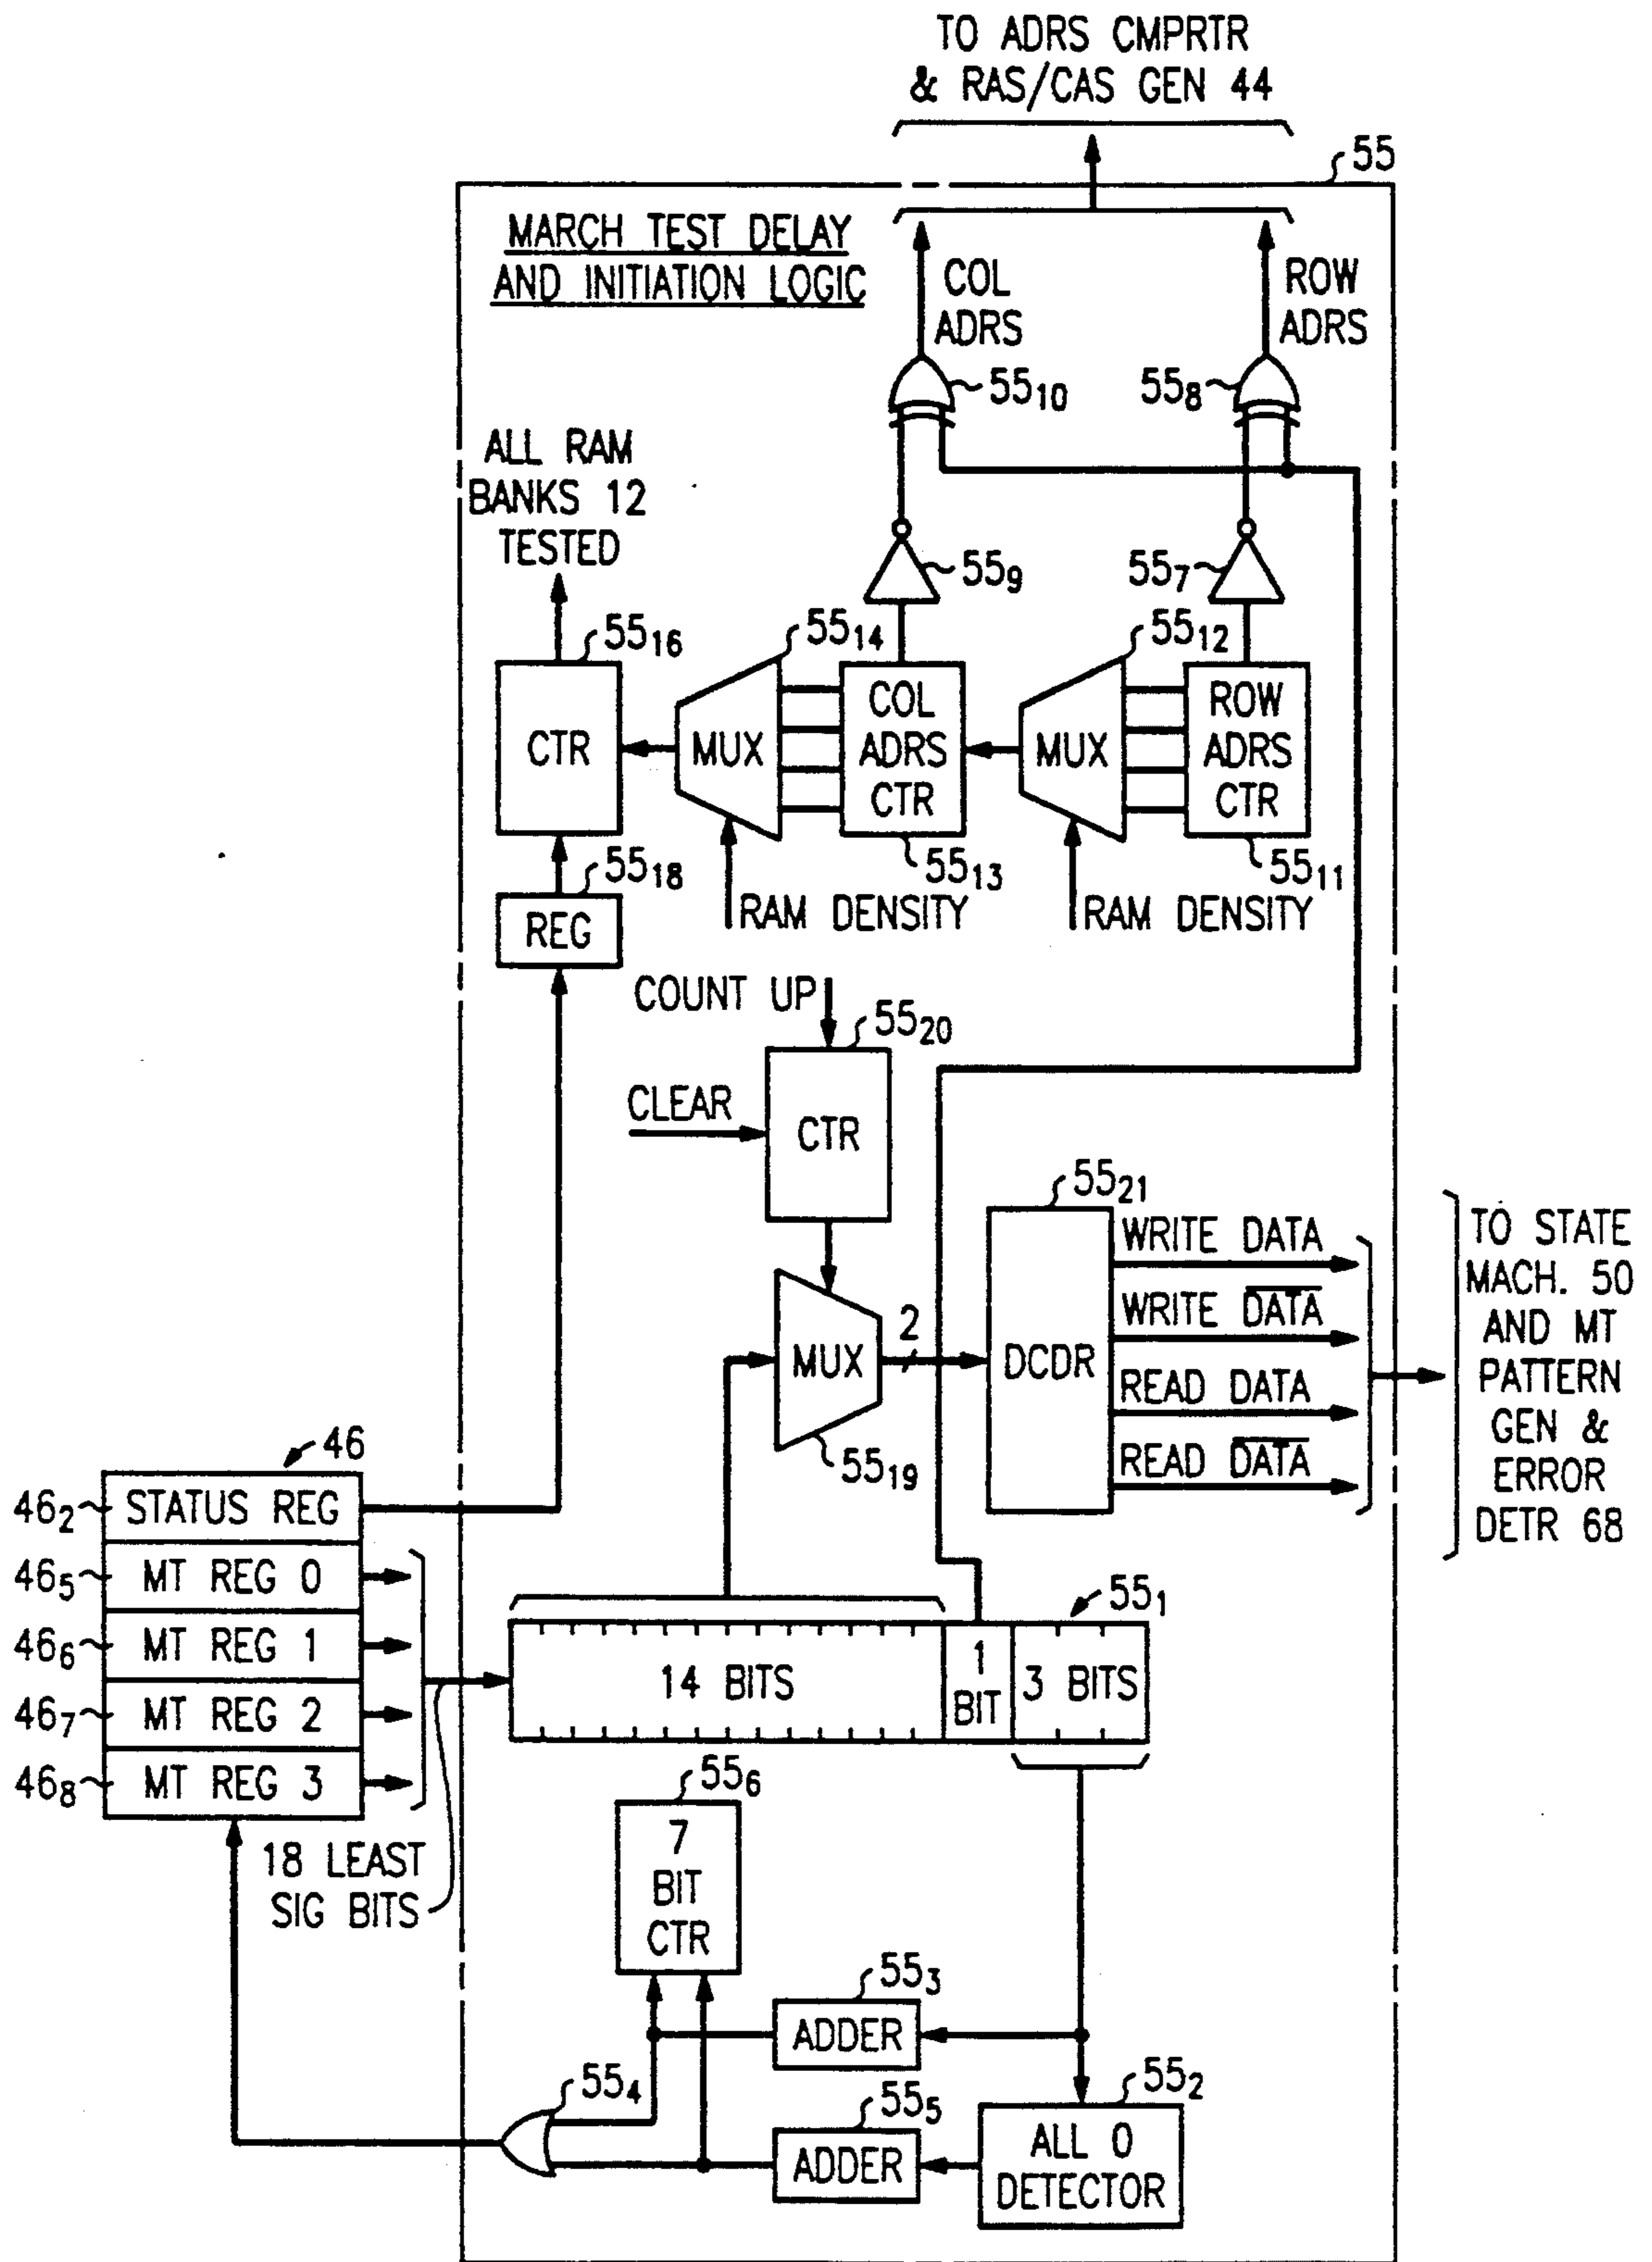 TO ADRS CMPRTR
& RAS/CAS GEN 44
55
MARCH TEST DELAY
AND INITIATION LOGIC
COL
ADRS
ROW
ADRS
55₁₀
55₈
ALL RAM
BANKS 12
TESTED
55₉
55₇
55₁₆
55₁₄
55₁₂
CTR
MUX
COL
ADRS
CTR
MUX
ROW
ADRS
CTR
55₁₈
55₁₃
55₁₁
REG
RAM DENSITY
RAM DENSITY
COUNT UP
55₂₀
CLEAR
CTR
55₂₁
WRITE DATA
WRITE D̅A̅T̅A̅
READ DATA
READ D̅A̅T̅A̅
DCDR
2
MUX
55₁₉
TO STATE
MACH. 50
AND MT
PATTERN
GEN &
ERROR
DETR 68
46
46₂ STATUS REG
46₅ MT REG 0
46₆ MT REG 1
46₇ MT REG 2
46₈ MT REG 3
55₁
14 BITS
1
BIT
3 BITS
18 LEAST
SIG BITS
55₆
7
BIT
CTR
55₃
ADDER
55₄
55₅
ADDER
55₂
ALL 0
DETECTOR